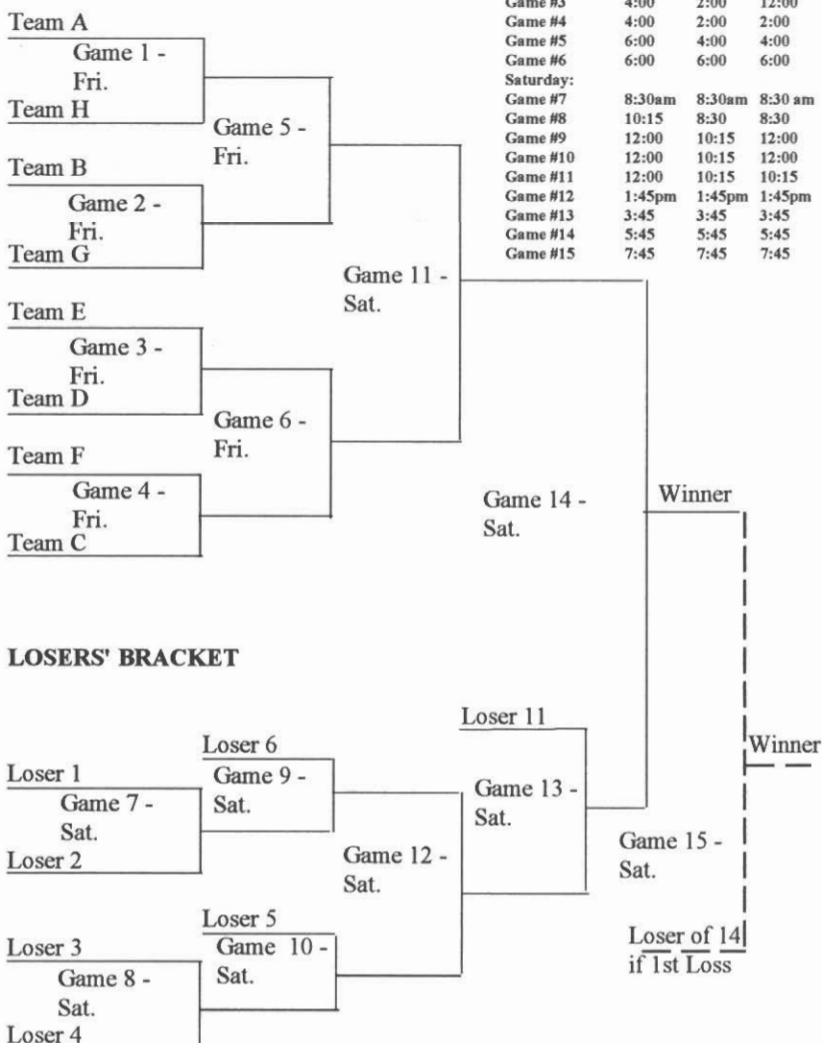 Game #3 4:00 2:00 12:00
Game #4 4:00 2:00 2:00
Game #5 6:00 4:00 4:00
Game #6 6:00 6:00 6:00
Saturday:
Game #7 8:30am 8:30am 8:30 am
Game #8 10:15 8:30 8:30
Game #9 12:00 10:15 12:00
Game #10 12:00 10:15 12:00
Game #11 12:00 10:15 10:15
Game #12 1:45pm 1:45pm 1:45pm
Game #13 3:45 3:45 3:45
Game #14 5:45 5:45 5:45
Game #15 7:45 7:45 7:45
Team A
Game 1 -
Fri.
Team H
Game 5 -
Fri.
Team B
Game 2 -
Fri.
Team G
Game 11 -
Sat.
Team E
Game 3 -
Fri.
Team D
Game 6 -
Fri.
Team F
Game 4 -
Fri.
Team C
Game 14 -
Sat.
Winner
LOSERS' BRACKET
Loser 11
Loser 6
Winner
Loser 1
Game 9 -
Sat.
Game 13 -
Sat.
Game 7 -
Sat.
Loser 2
Game 12 -
Sat.
Game 15 -
Sat.
Loser 5
Loser 3
Game 10 -
Sat.
Loser of 14
if 1st Loss
Game 8 -
Sat.
Loser 4